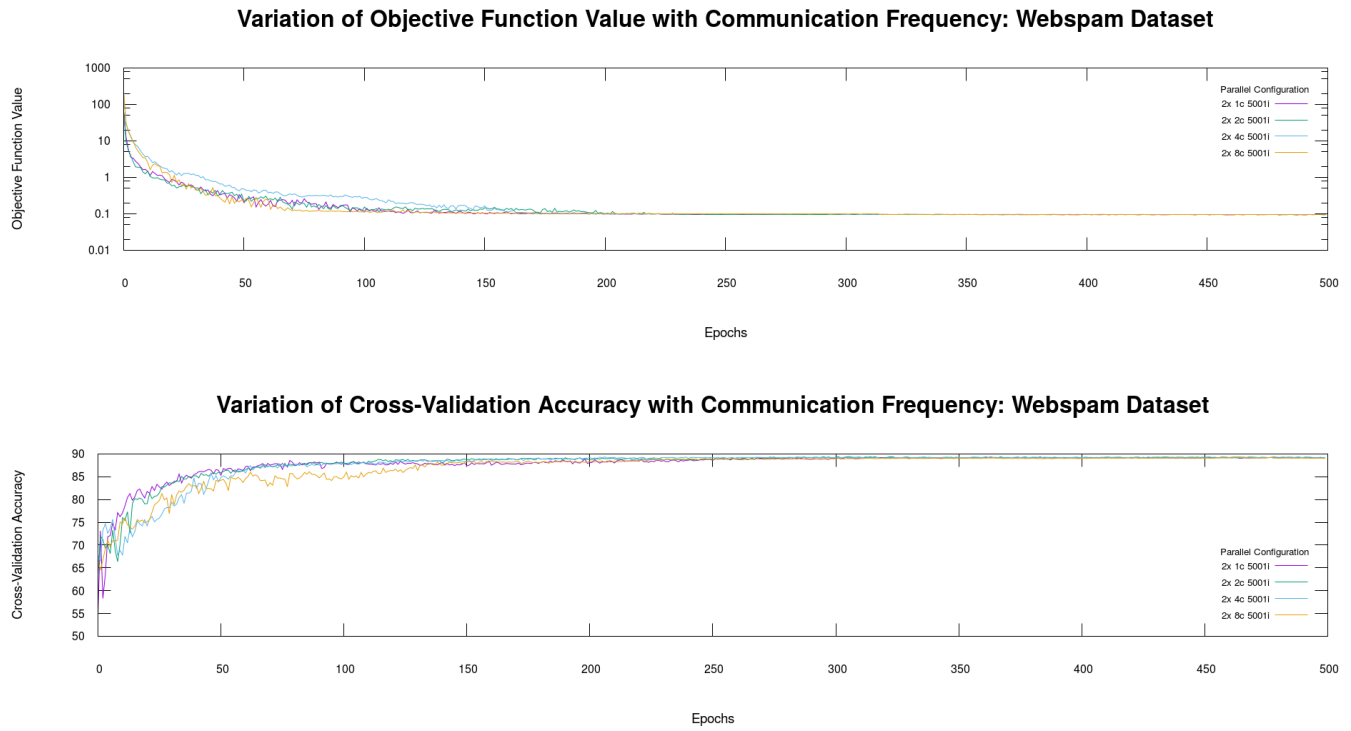 Variation of Objective Function Value with Communication Frequency: Webspam Dataset
Objective Function Value
1000
100
10
1
0.1
0.01
Parallel Configuration
2x 1c 5001i
2x 2c 5001i
2x 4c 5001i
2x 8c 5001i
0 50 100 150 200 250 300 350 400 450 500
Epochs
Variation of Cross-Validation Accuracy with Communication Frequency: Webspam Dataset
Cross-Validation Accuracy
90
85
80
75
70
65
60
55
50
Parallel Configuration
2x 1c 5001i
2x 2c 5001i
2x 4c 5001i
2x 8c 5001i
0 50 100 150 200 250 300 350 400 450 500
Epochs